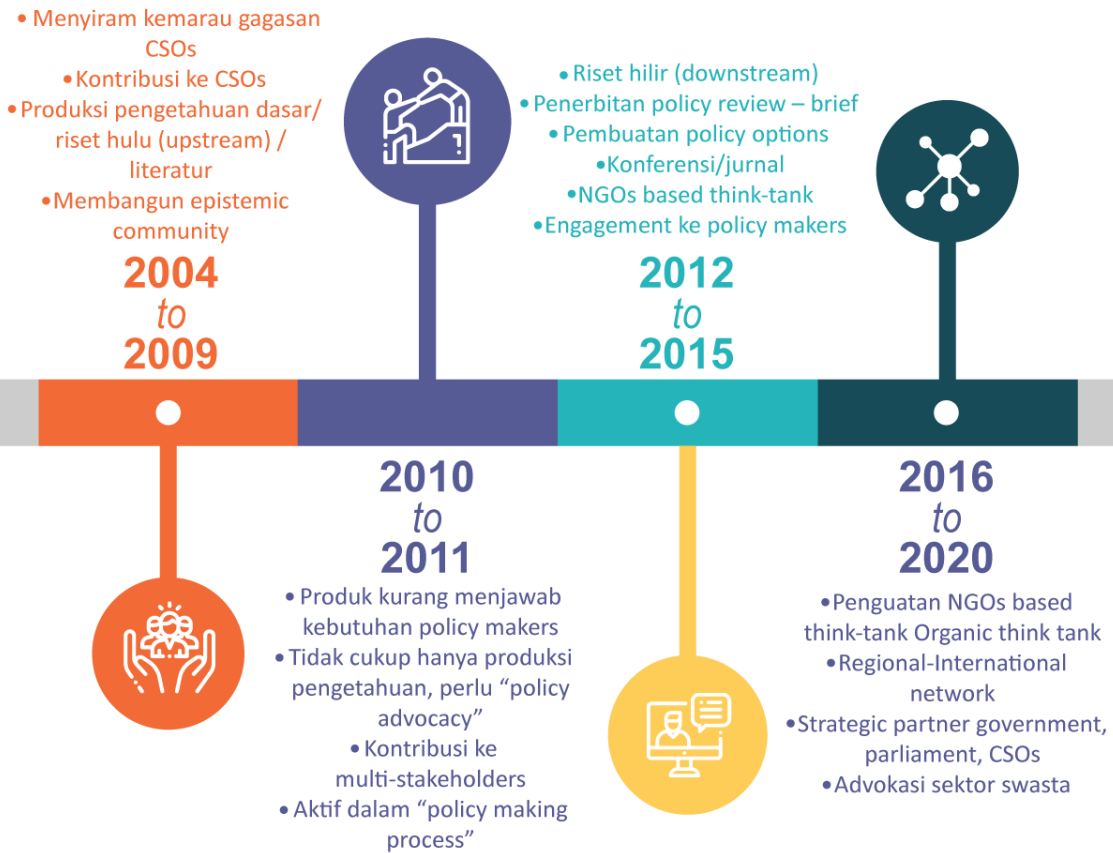 • Menyiram kemarau gagasan
CSOs
•Kontribusi ke CSOs
•Produksi pengetahuan dasar/
riset hulu (upstream) /
literatur
•Membangun epistemic
community
2004
to
2009
2010
to
2011
•Produk kurang menjawab
kebutuhan policy makers
•Tidak cukup hanya produksi
pengetahuan, perlu “policy
advocacy”
•Kontribusi ke
multi-stakeholders
•Aktif dalam “policy making
process”
•Riset hilir (downstream)
•Penerbitan policy review – brief
•Pembuatan policy options
•Konferensi/jurnal
•NGOs based think-tank
•Engagement ke policy makers
2012
to
2015
2016
to
2020
•Penguatan NGOs based
think-tank Organic think tank
•Regional-International
network
•Strategic partner government,
parliament, CSOs
•Advokasi sektor swasta